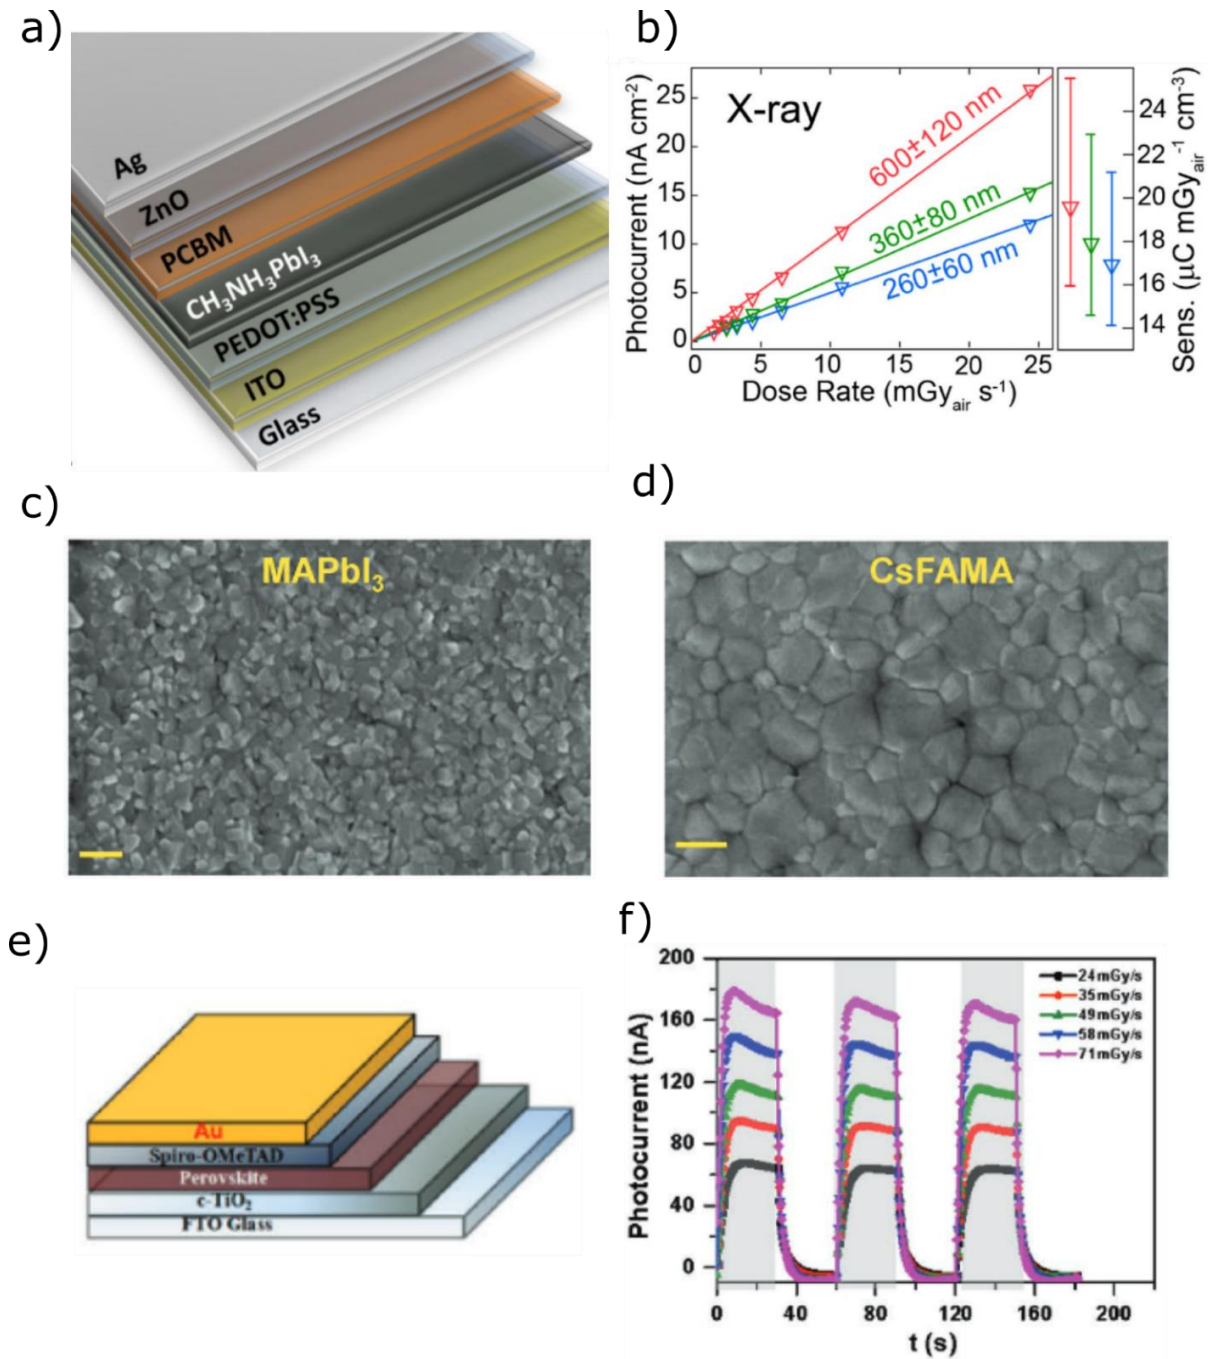 a)
Ag
ZnO
PCBM
CH₃NH₃PbI₃
PEDOT:PSS
ITO
Glass
b)
X-ray
600±120 nm
360±80 nm
260±60 nm
25
20
15
10
5
0
Photocurrent (nA cm⁻²)
0 5 10 15 20 25
Dose Rate (mGy_air s⁻¹)
24
22
20
18
16
14
Sens. (µC mGy_air⁻¹ cm⁻³)
c)
MAPbI₃
d)
CsFAMA
e)
Au
Spiro-OMeTAD
Perovskite
c-TiO₂
FTO Glass
f)
200
160
120
80
40
0
Photocurrent (nA)
24mGy/s
35mGy/s
49mGy/s
58mGy/s
71mGy/s
0 40 80 120 160 200
t (s)